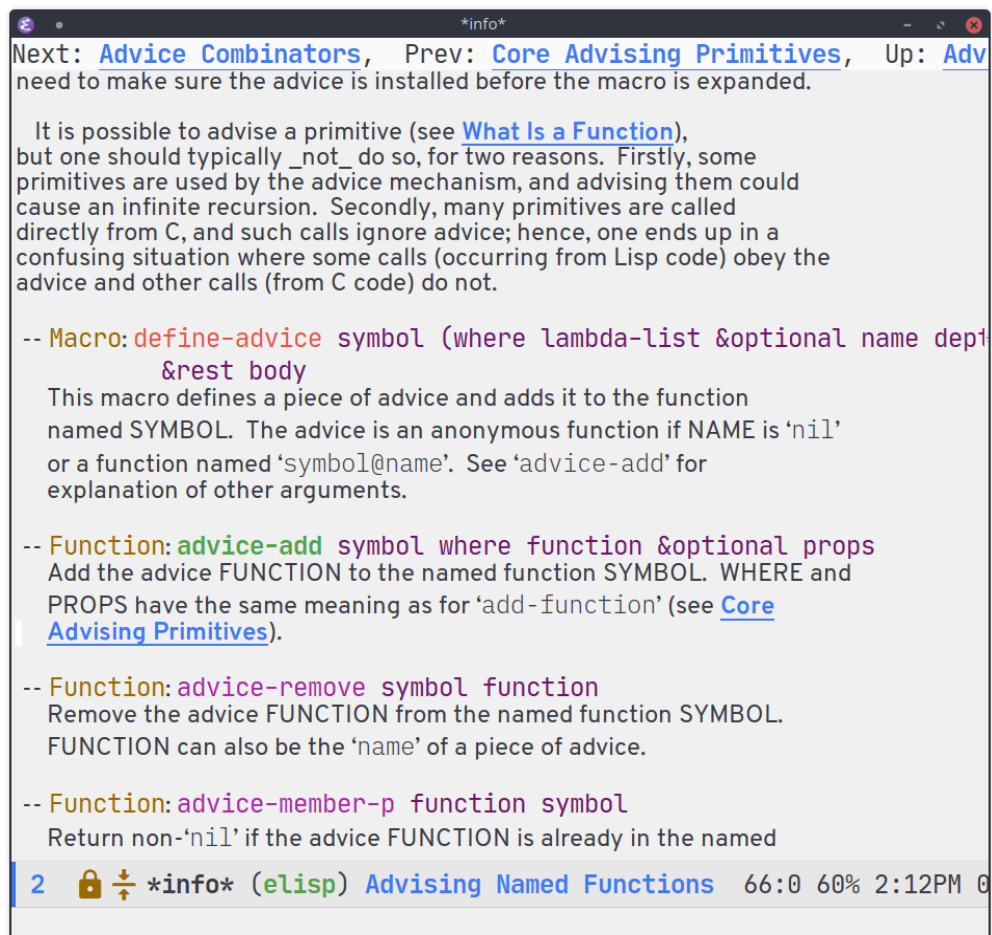 *info*
Next: Advice Combinators,  Prev: Core Advising Primitives,  Up: Adv
need to make sure the advice is installed before the macro is expanded.
It is possible to advise a primitive (see What Is a Function),
but one should typically _not_ do so, for two reasons.  Firstly, some
primitives are used by the advice mechanism, and advising them could
cause an infinite recursion.  Secondly, many primitives are called
directly from C, and such calls ignore advice; hence, one ends up in a
confusing situation where some calls (occurring from Lisp code) obey the
advice and other calls (from C code) do not.
-- Macro: define-advice symbol (where lambda-list &optional name dept
&rest body
This macro defines a piece of advice and adds it to the function
named SYMBOL.  The advice is an anonymous function if NAME is ‘nil’
or a function named ‘symbol@name’.  See ‘advice-add’ for
explanation of other arguments.
-- Function: advice-add symbol where function &optional props
Add the advice FUNCTION to the named function SYMBOL.  WHERE and
PROPS have the same meaning as for ‘add-function’ (see Core
Advising Primitives).
-- Function: advice-remove symbol function
Remove the advice FUNCTION from the named function SYMBOL.
FUNCTION can also be the ‘name’ of a piece of advice.
-- Function: advice-member-p function symbol
Return non-‘nil’ if the advice FUNCTION is already in the named
2 *info* (elisp) Advising Named Functions 66:0 60% 2:12PM 0